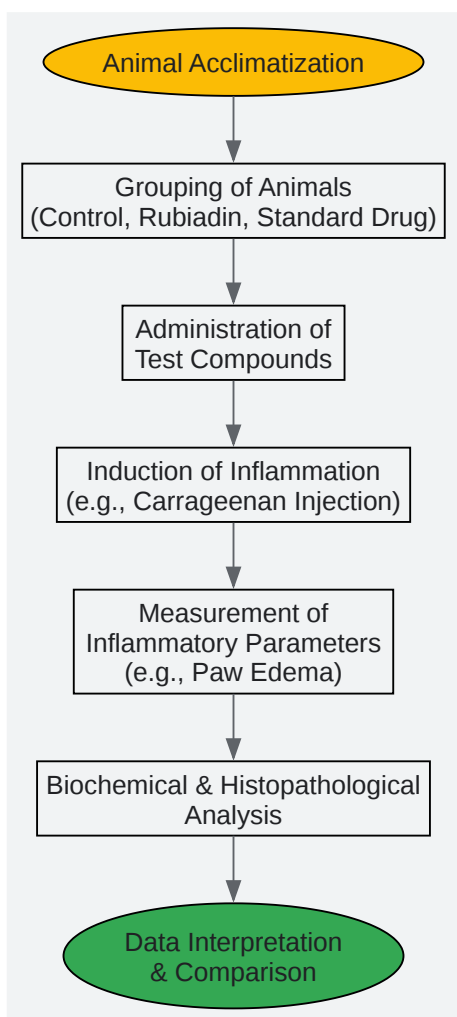 Animal Acclimatization
Grouping of Animals
(Control, Rubiadin, Standard Drug)
Administration of
Test Compounds
Induction of Inflammation
(e.g., Carrageenan Injection)
Measurement of
Inflammatory Parameters
(e.g., Paw Edema)
Biochemical & Histopathological
Analysis
Data Interpretation
& Comparison